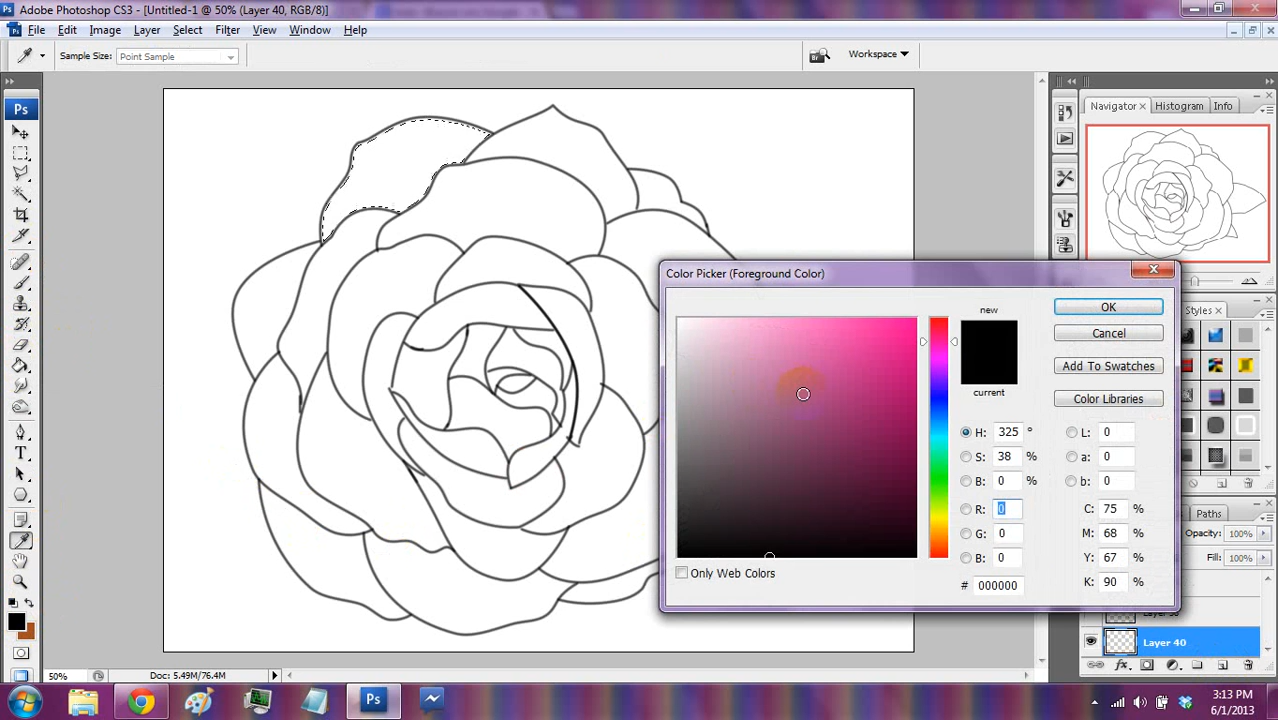 Adobe Photoshop CS3 - [Untitled-1 @ 50% (Layer 40, RGB/8)]
File Edit Image Layer Select Filter View Window Help
Sample Size: Point Sample
Workspace
Ps
Navigator × Histogram Info
Color Picker (Foreground Color)
new
current
OK
Cancel
Add To Swatches
Color Libraries
H: 325 °
S: 38 %
B: 0 %
R: 0
G: 0
B: 0
L: 0
a: 0
b: 0
C: 75 %
M: 68 %
Y: 67 %
K: 90 %
# 000000
Only Web Colors
Styles ×
Paths
Opacity: 100%
Fill: 100%
Layer 40
50%
Doc: 5.49M/76.4M
Ps
3:13 PM
6/1/2013